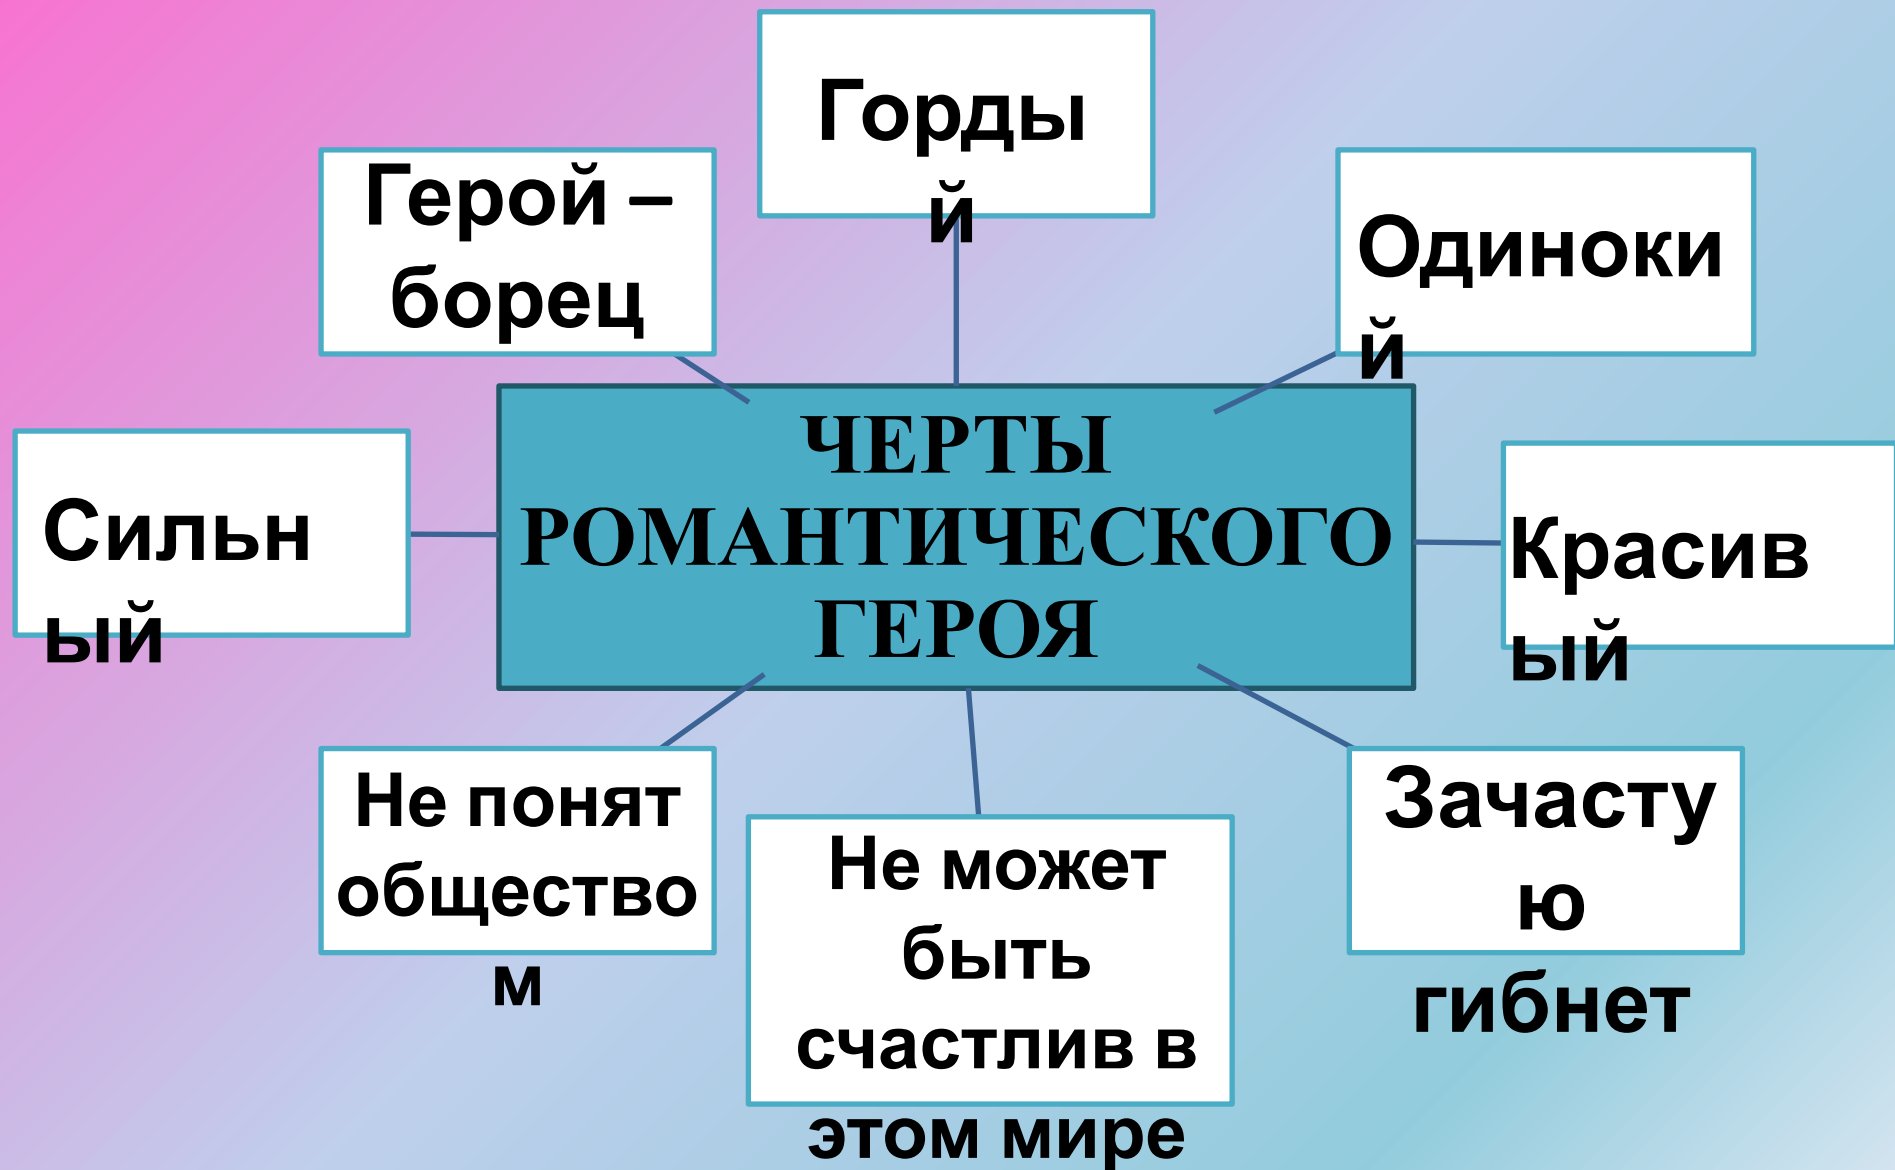 Горды
й
Герой –
борец
Одиноки
й
ЧЕРТЫ
РОМАНТИЧЕСКОГО
ГЕРОЯ
Сильн
ый
Красив
ый
Не понят
общество
м
Не может
быть
счастлив в
этом мире
Зачасту
ю
гибнет